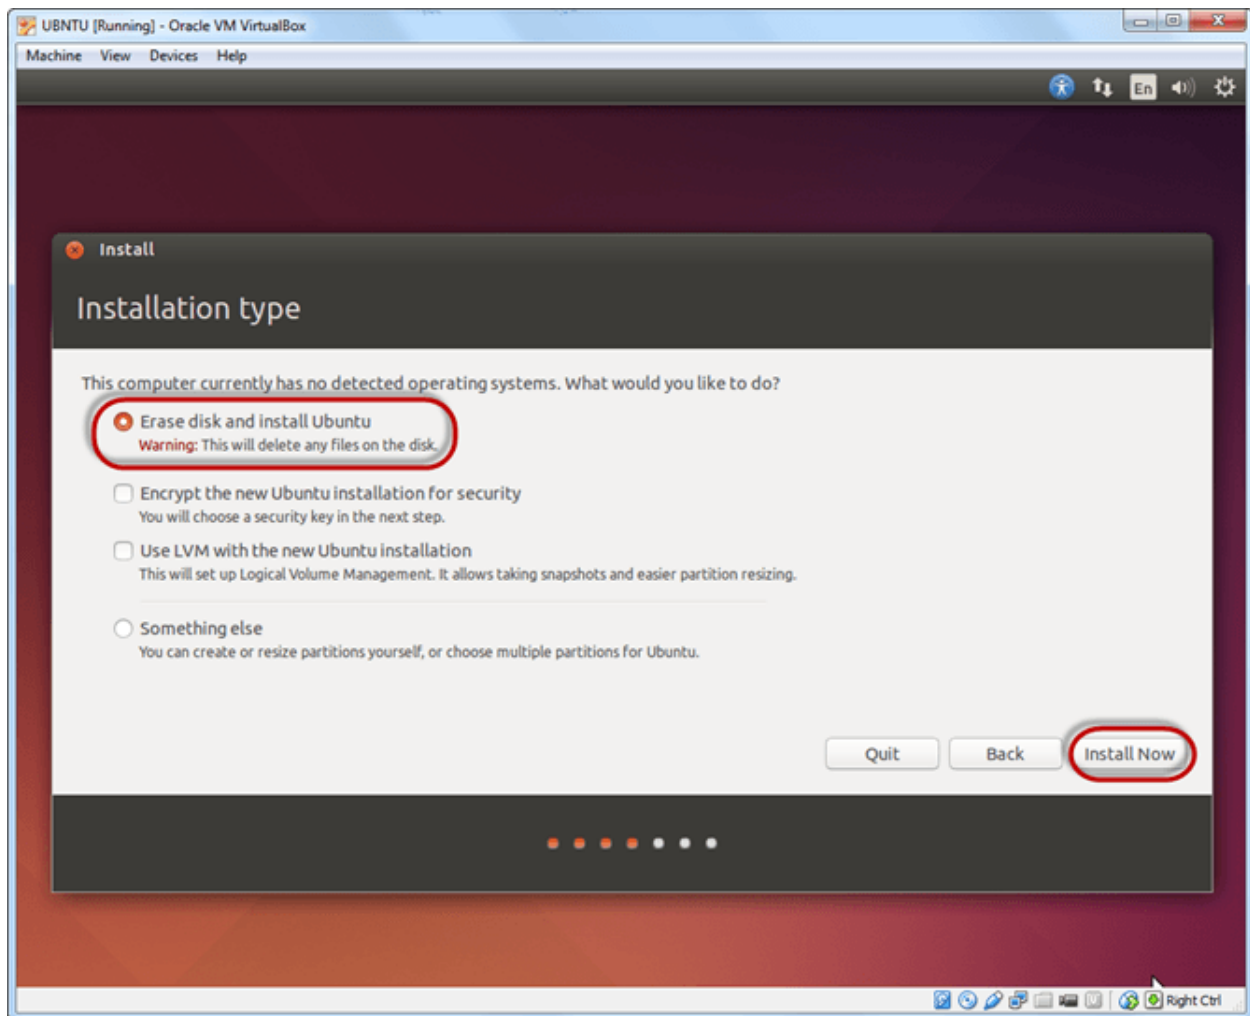 UBNTU [Running] - Oracle VM VirtualBox
Machine View Devices Help
En
Install
Installation type
This computer currently has no detected operating systems. What would you like to do?
Erase disk and install Ubuntu
Warning: This will delete any files on the disk.
Encrypt the new Ubuntu installation for security
You will choose a security key in the next step.
Use LVM with the new Ubuntu installation
This will set up Logical Volume Management. It allows taking snapshots and easier partition resizing.
Something else
You can create or resize partitions yourself, or choose multiple partitions for Ubuntu.
Quit Back Install Now
Right Ctrl